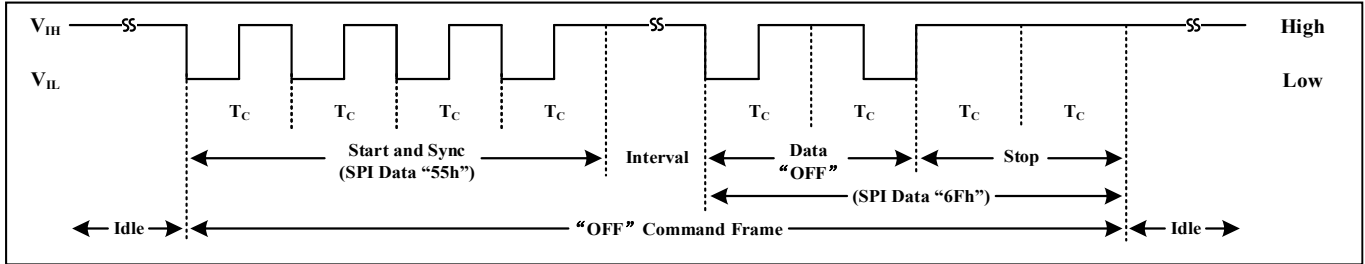 VIH
High
VIL
Low
TC TC TC TC TC TC TC TC
Start and Sync
(SPI Data “55h”)
Interval
Data
“OFF”
Stop
(SPI Data “6Fh”)
Idle
“OFF” Command Frame
Idle